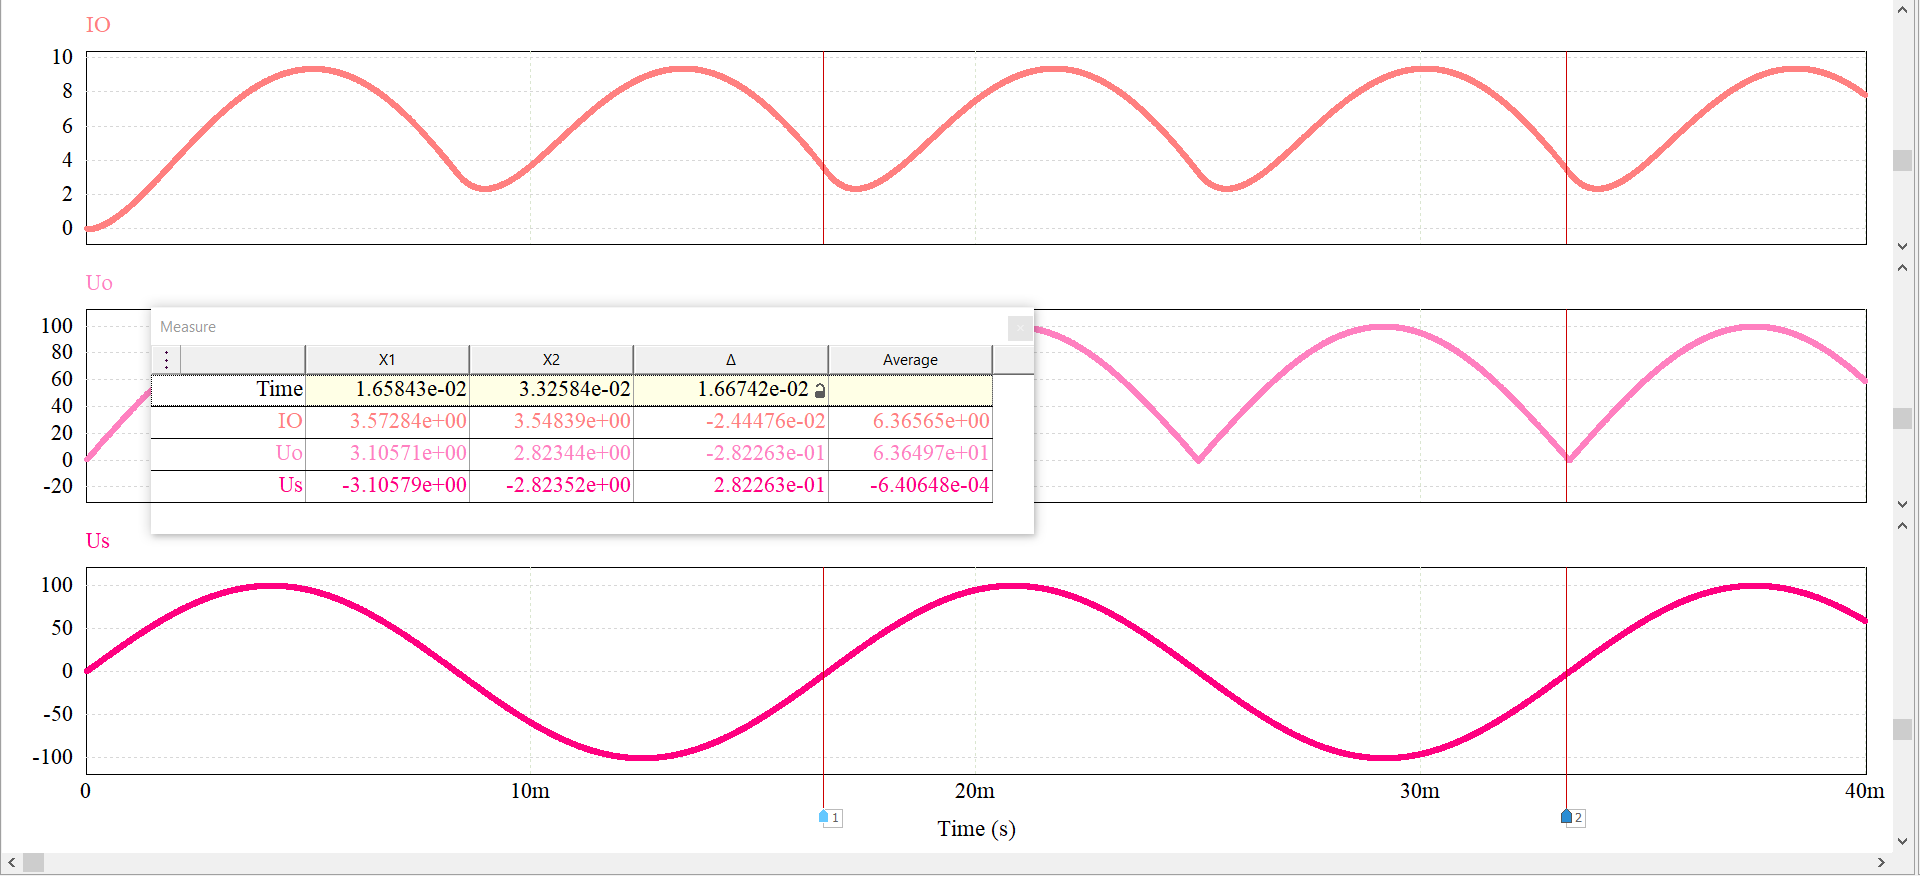 IO
10
8
6
4
2
0
Uo
100
80
60
40
20
0
-20
Measure
X1 X2 Δ Average
Time 1.65843e-02 3.32584e-02 1.66742e-02
IO 3.57284e+00 3.54839e+00 -2.44476e-02 6.36565e+00
Uo 3.10571e+00 2.82344e+00 -2.82263e-01 6.36497e+01
Us -3.10579e+00 -2.82352e+00 2.82263e-01 -6.40648e-04
Us
100
50
0
-50
-100
0 10m 20m 30m 40m
1 2
Time (s)